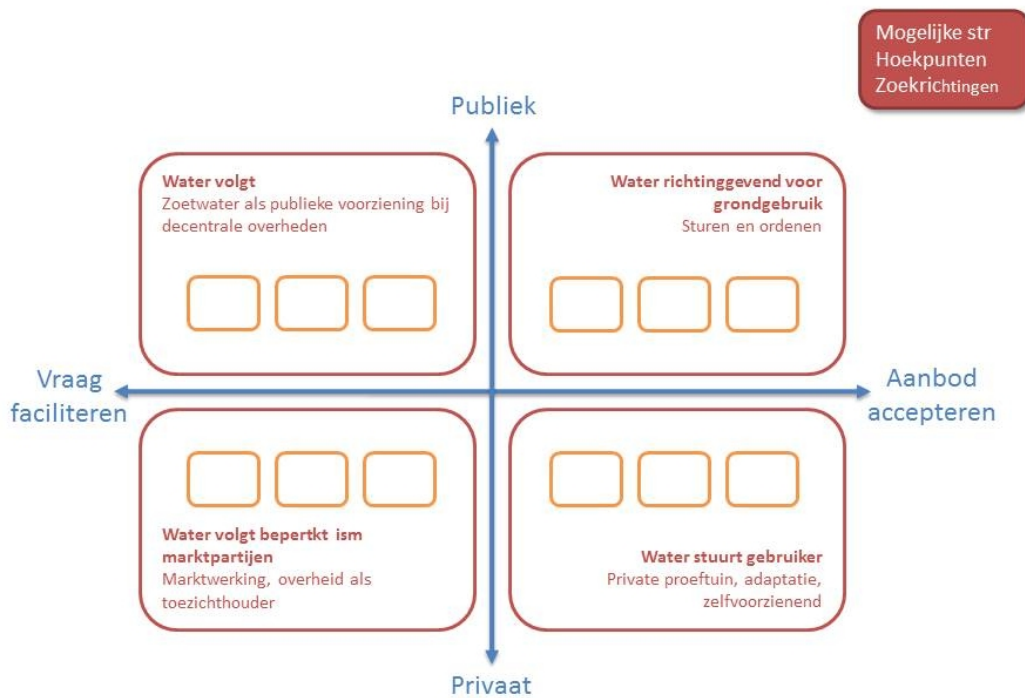 Mogelijke str
Hoekpunten
Zoekrichtingen
Publiek
Water volgt
Zoetwater als publieke voorziening bij
decentrale overheden
Water richtinggevend voor
grondgebruik
Sturen en ordenen
Vraag
faciliteren
Aanbod
accepteren
Water volgt bepertkt ism
marktpartijen
Marktwerking, overheid als
toezichthouder
Water stuurt gebruiker
Private proeftuin, adaptatie,
zelfvoorzienend
Privaat